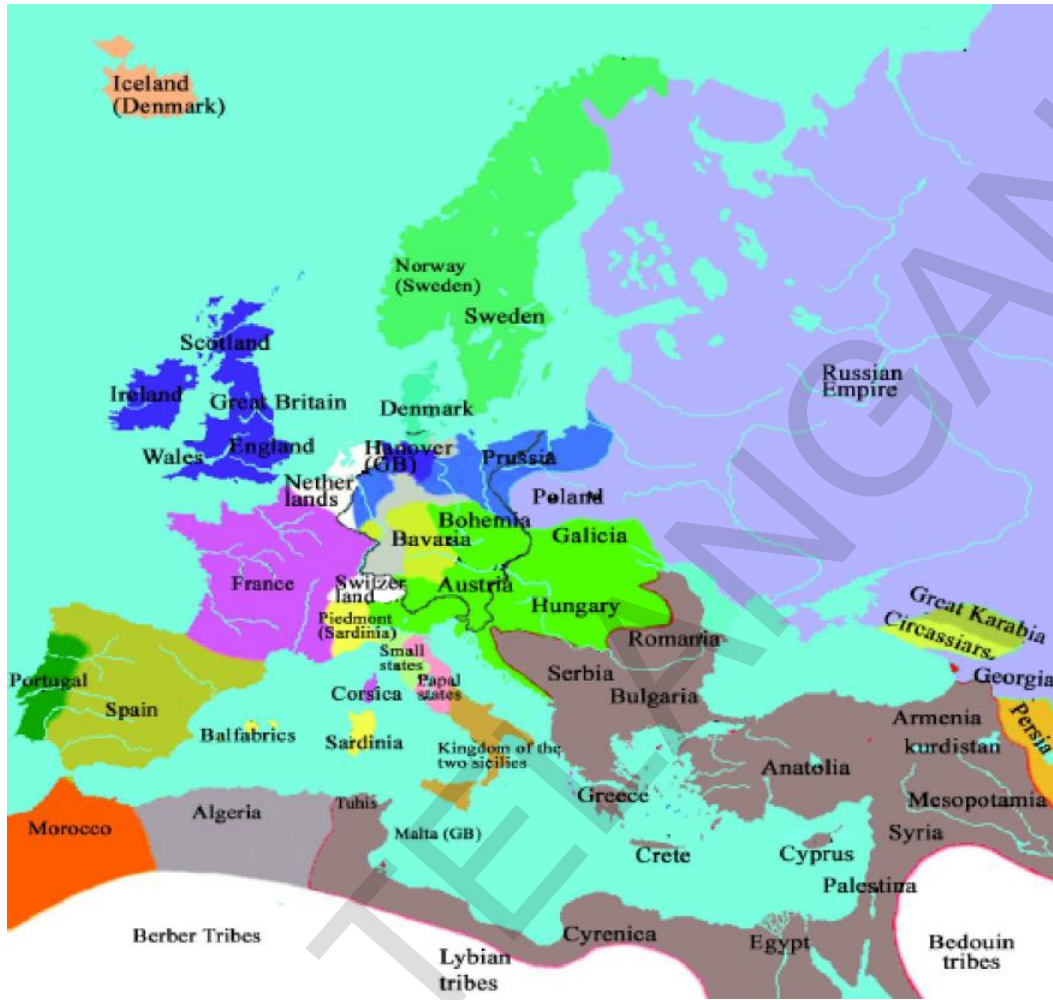 Iceland
(Denmark)
Norway
(Sweden)
Sweden
Scotland
Russian
Empire
Ireland
Great Britain
Denmark
Wales
England
Hanover
(GB)
Prussia
Nether
lands
Poland
Bohemia
Bavaria
Galicia
France
Switzer
land
Austria
Hungary
Great Karabia
Circassiars.
Piedmont
(Sardinia)
Romania
Small
states
Serbia
Georgia
Portugal
Corsica
Papal
states
Bulgaria
Spain
Persia
Armenia
Balfabrics
Sardinia
Kingdom of the
two sicilies
kurdistan
Anatolia
Greece
Mesopotamia
Tuhis
Algeria
Morocco
Malta (GB)
Syria
Crete
Cyprus
Palestina
Berber Tribes
Cyrenica
Egypt
Bedouin
tribes
Lybian
tribes
TELANGAN